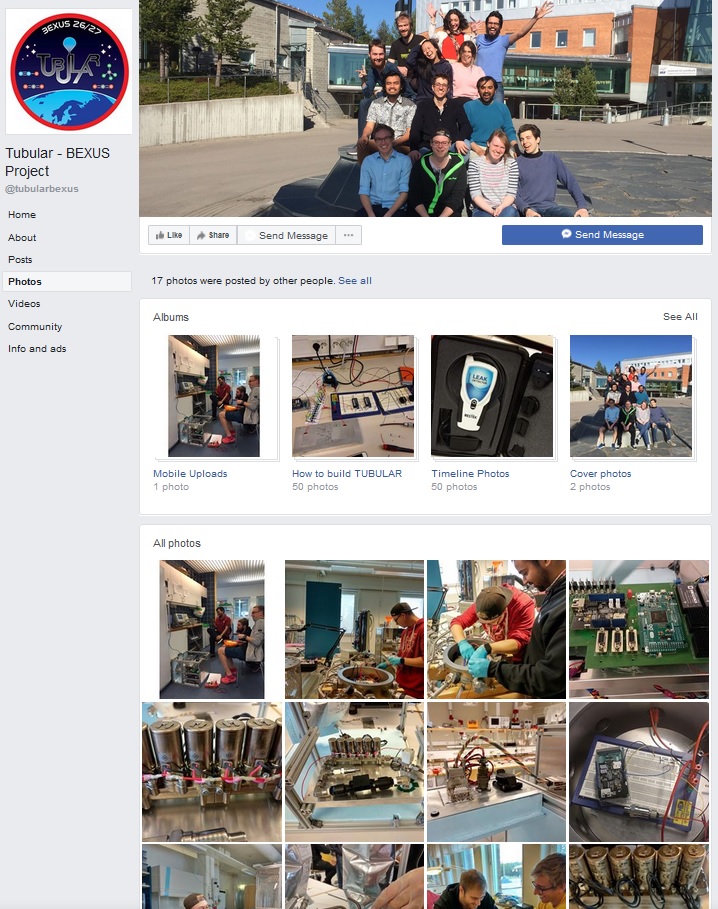 BEXUS 26/27
TUBULAR
Tubular - BEXUS
Project
@tubularbexus
Home
About
Posts
Photos
Videos
Community
Info and ads
Like
Share
Send Message
Send Message
17 photos were posted by other people. See all
Albums
See All
LEAK
Mobile Uploads
1 photo
How to build TUBULAR
50 photos
Timeline Photos
50 photos
Cover photos
2 photos
All photos